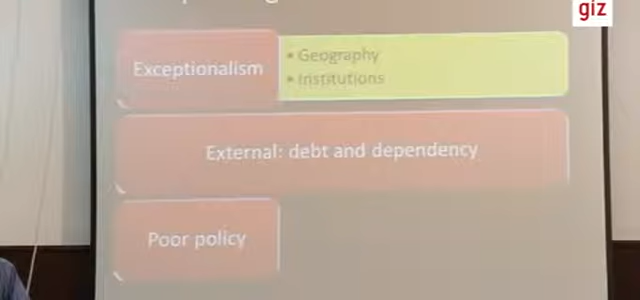 giz
Exceptionalism
• Geography
• Institutions
External: debt and dependency
Poor policy